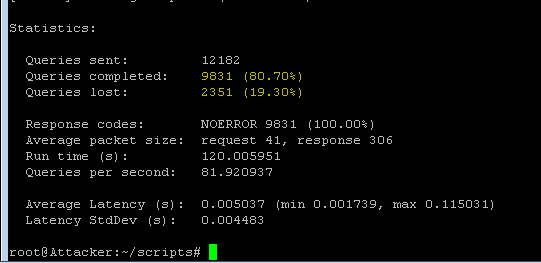 Statistics:
Queries sent: 12182
Queries completed: 9831 (80.70%)
Queries lost: 2351 (19.30%)
Response codes: NOERROR 9831 (100.00%)
Average packet size: request 41, response 306
Run time (s): 120.005951
Queries per second: 81.920937
Average Latency (s): 0.005037 (min 0.001739, max 0.115031)
Latency StdDev (s): 0.004483
root@Attacker:~/scripts#